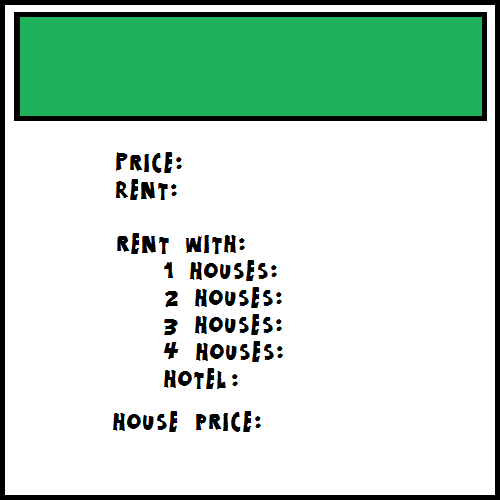 PRICE:
RENT:
RENT WITH:
1 HOUSES:
2 HOUSES:
3 HOUSES:
4 HOUSES:
HOTEL:
HOUSE PRICE: